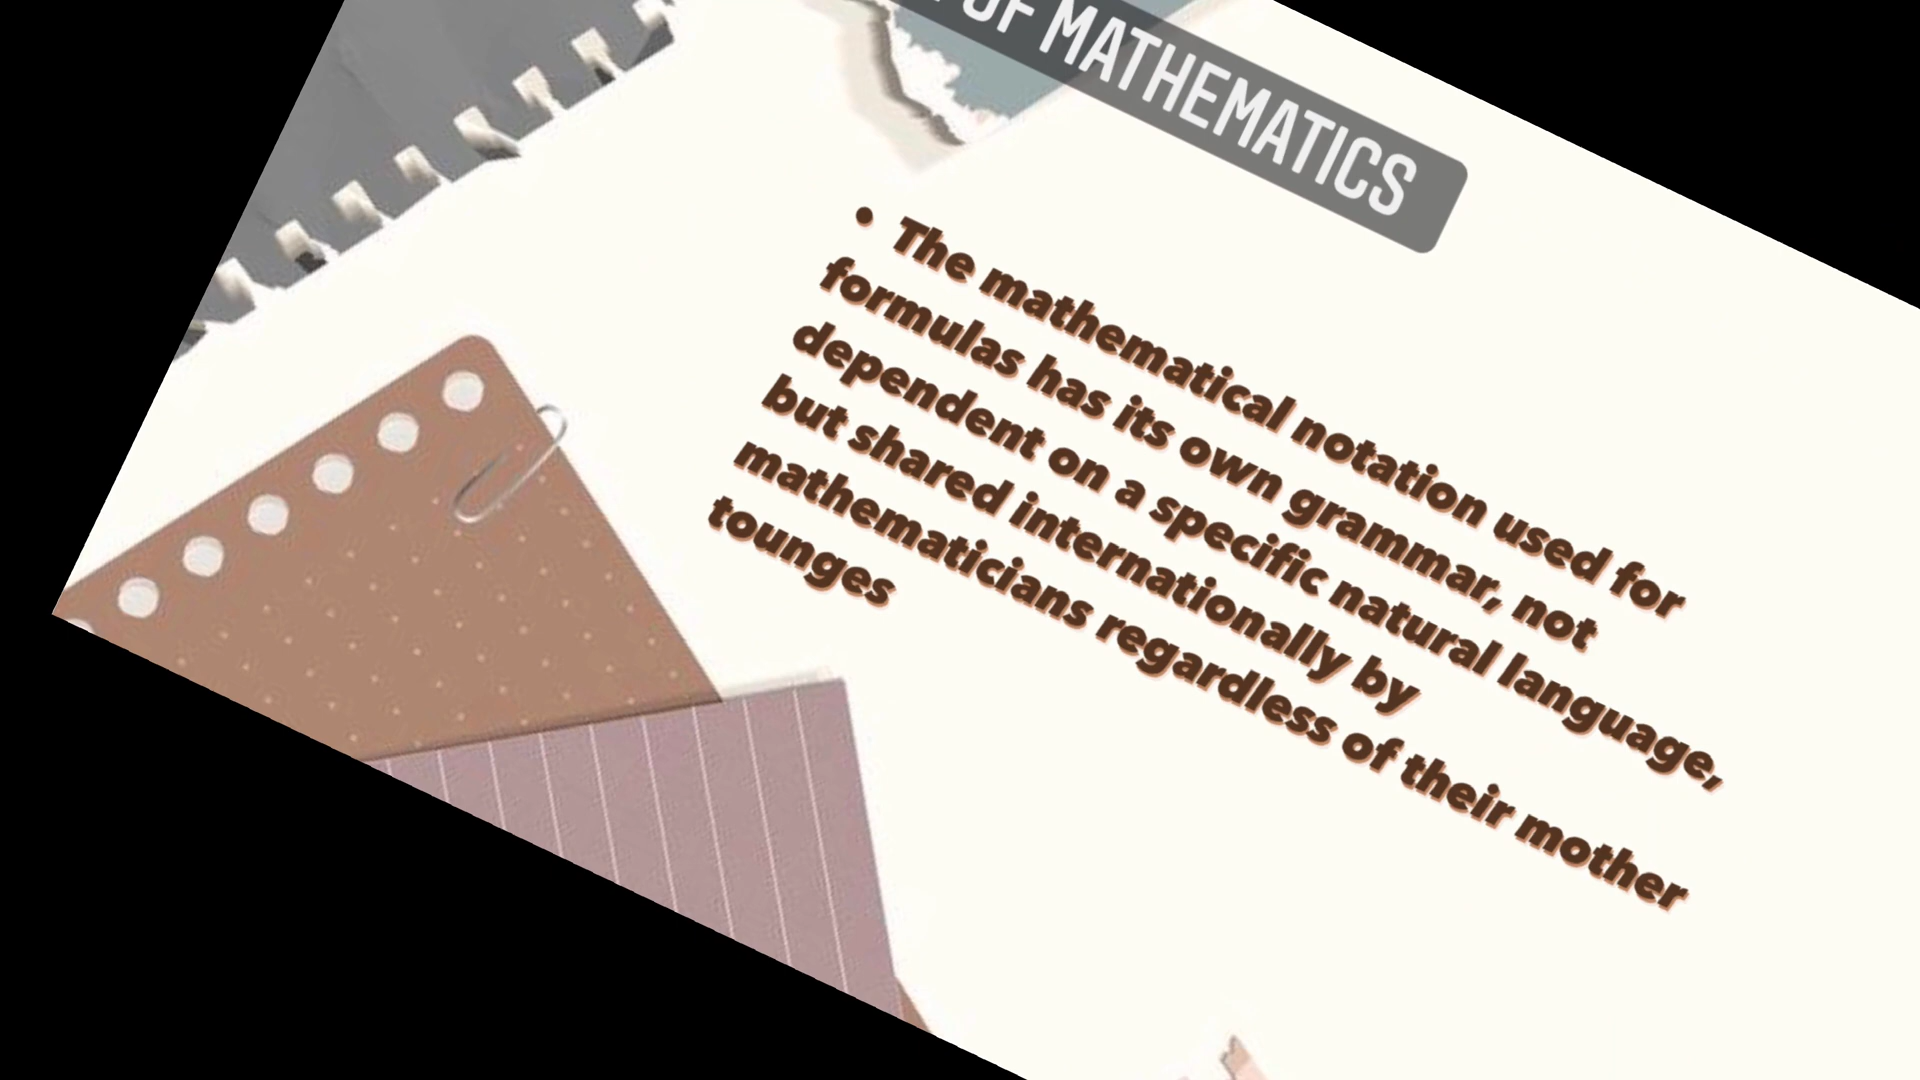 OF MATHEMATICS
• The mathematical notation used for
formulas has its own grammar, not
dependent on a specific natural language,
but shared internationally by
mathematicians regardless of their mother
tounges